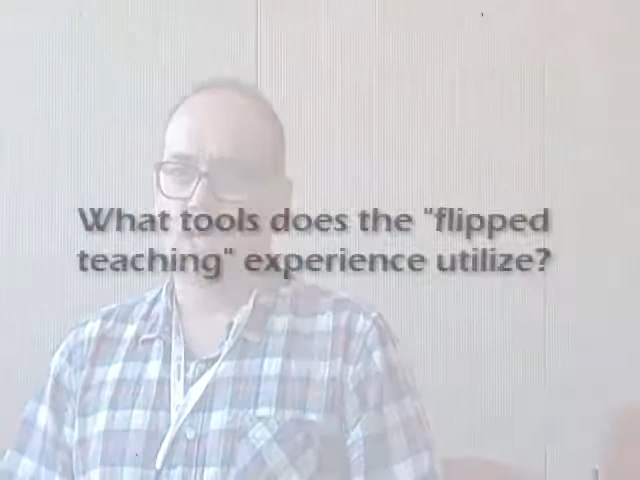 What tools does the "flipped
teaching" experience utilize?